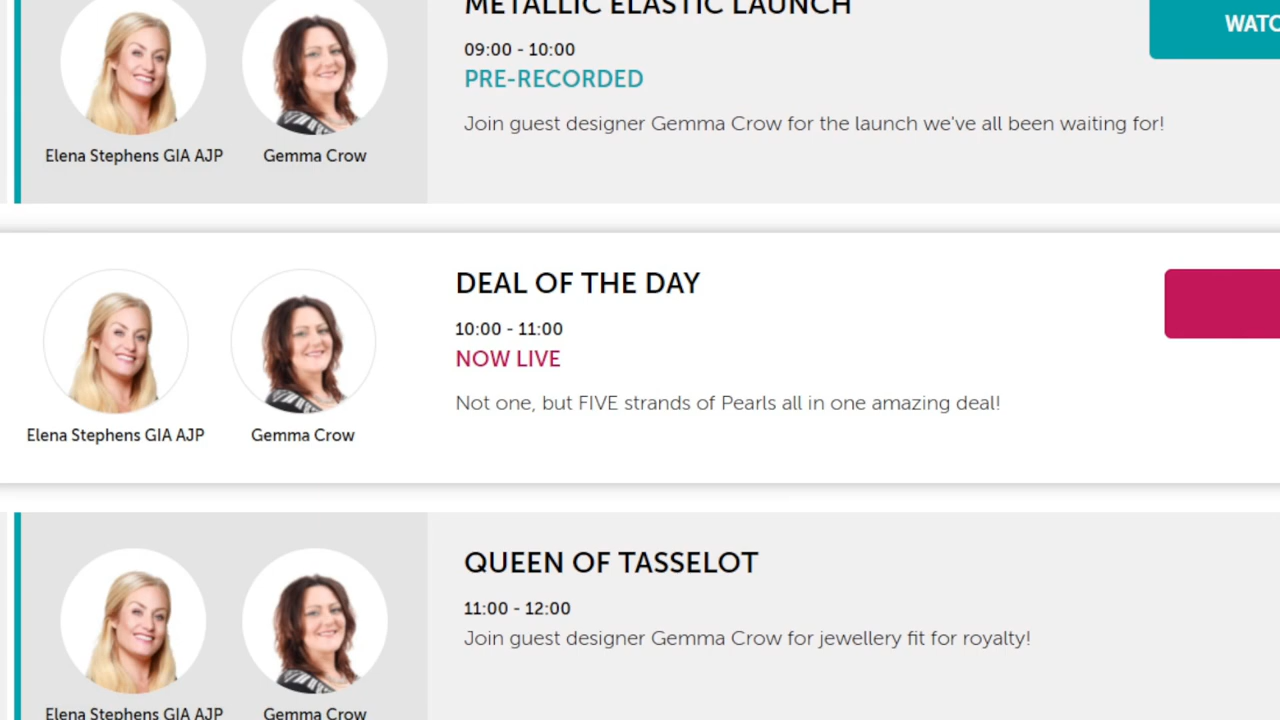 METALLIC ELASTIC LAUNCH
WATC
09:00 - 10:00
PRE-RECORDED
Join guest designer Gemma Crow for the launch we've all been waiting for!
Elena Stephens GIA AJP
Gemma Crow
DEAL OF THE DAY
10:00 - 11:00
NOW LIVE
Not one, but FIVE strands of Pearls all in one amazing deal!
Elena Stephens GIA AJP
Gemma Crow
QUEEN OF TASSELOT
11:00 - 12:00
Join guest designer Gemma Crow for jewellery fit for royalty!
Elena Stephens GIA AJP
Gemma Crow